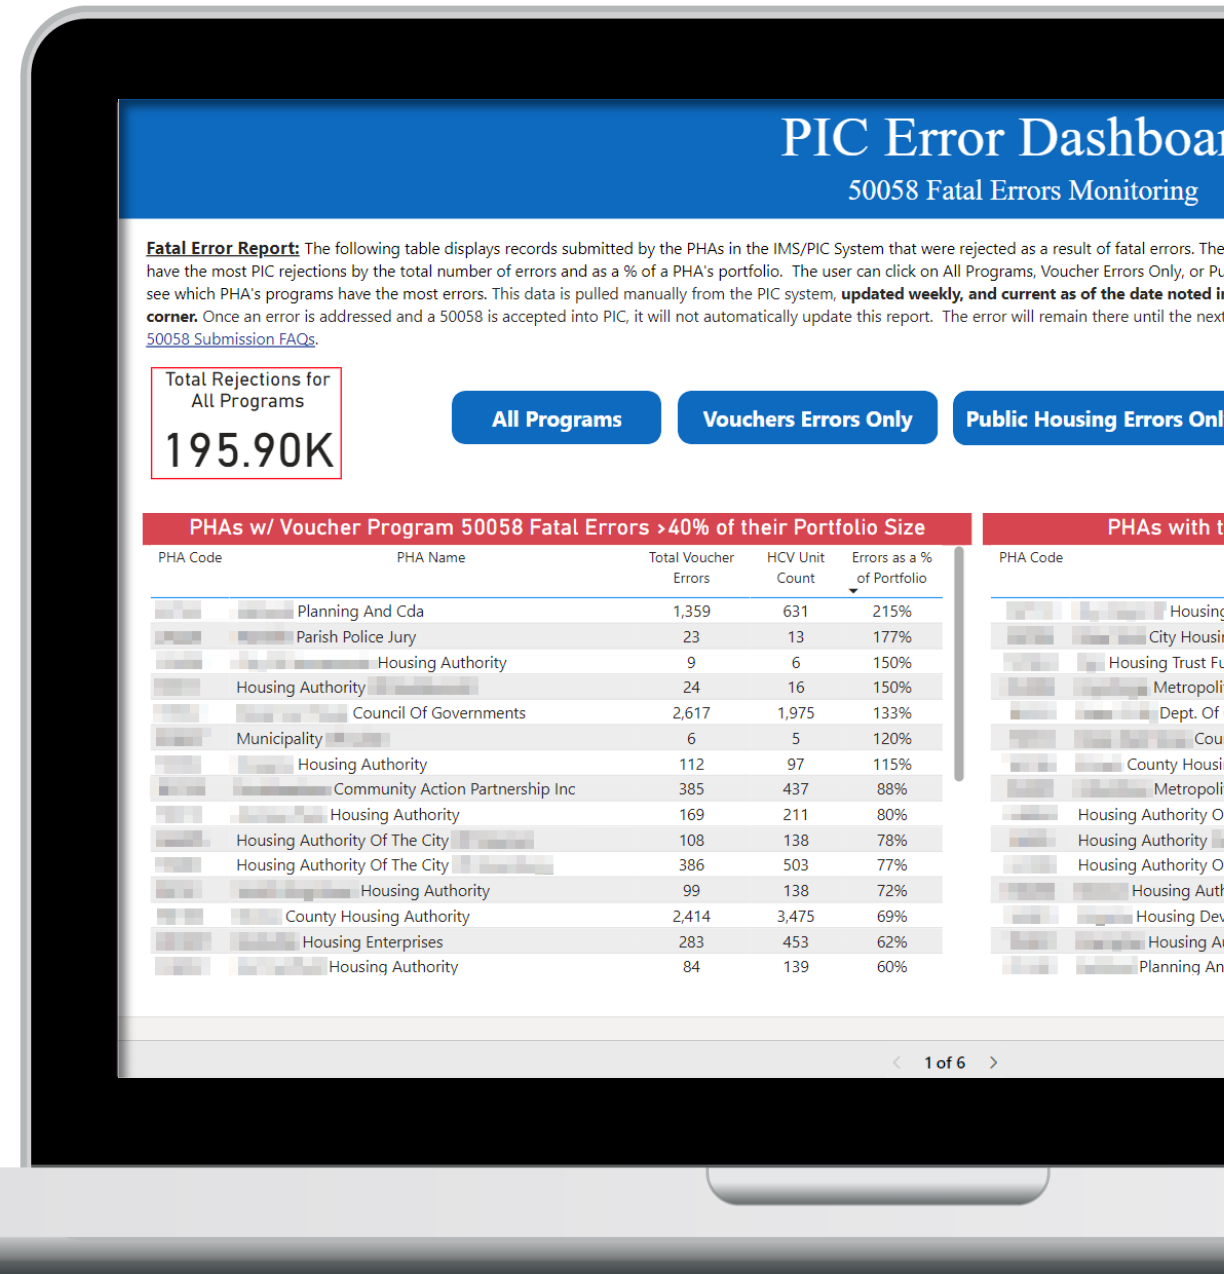 PIC Error Dashboar
50058 Fatal Errors Monitoring
Fatal Error Report: The following table displays records submitted by the PHAs in the IMS/PIC System that were rejected as a result of fatal errors. The
have the most PIC rejections by the total number of errors and as a % of a PHA's portfolio. The user can click on All Programs, Voucher Errors Only, or Pu
see which PHA's programs have the most errors. This data is pulled manually from the PIC system, updated weekly, and current as of the date noted in
corner. Once an error is addressed and a 50058 is accepted into PIC, it will not automatically update this report. The error will remain there until the next
50058 Submission FAQs.
Total Rejections for
All Programs
195.90K
All Programs
Vouchers Errors Only
Public Housing Errors Onl
PHAs w/ Voucher Program 50058 Fatal Errors >40% of their Portfolio Size
PHA Code PHA Name Total Voucher Errors HCV Unit Count Errors as a % of Portfolio
Planning And Cda 1,359 631 215%
Parish Police Jury 23 13 177%
Housing Authority 9 6 150%
Housing Authority 24 16 150%
Council Of Governments 2,617 1,975 133%
Municipality 6 5 120%
Housing Authority 112 97 115%
Community Action Partnership Inc 385 437 88%
Housing Authority 169 211 80%
Housing Authority Of The City 108 138 78%
Housing Authority Of The City 386 503 77%
Housing Authority 99 138 72%
County Housing Authority 2,414 3,475 69%
Housing Enterprises 283 453 62%
Housing Authority 84 139 60%
PHAs with t
PHA Code
Housing
City Housin
Housing Trust Fu
Metropoli
Dept. Of
Cou
County Housi
Metropoli
Housing Authority O
Housing Authority
Housing Authority O
Housing Auth
Housing Dev
Housing Au
Planning An
1 of 6